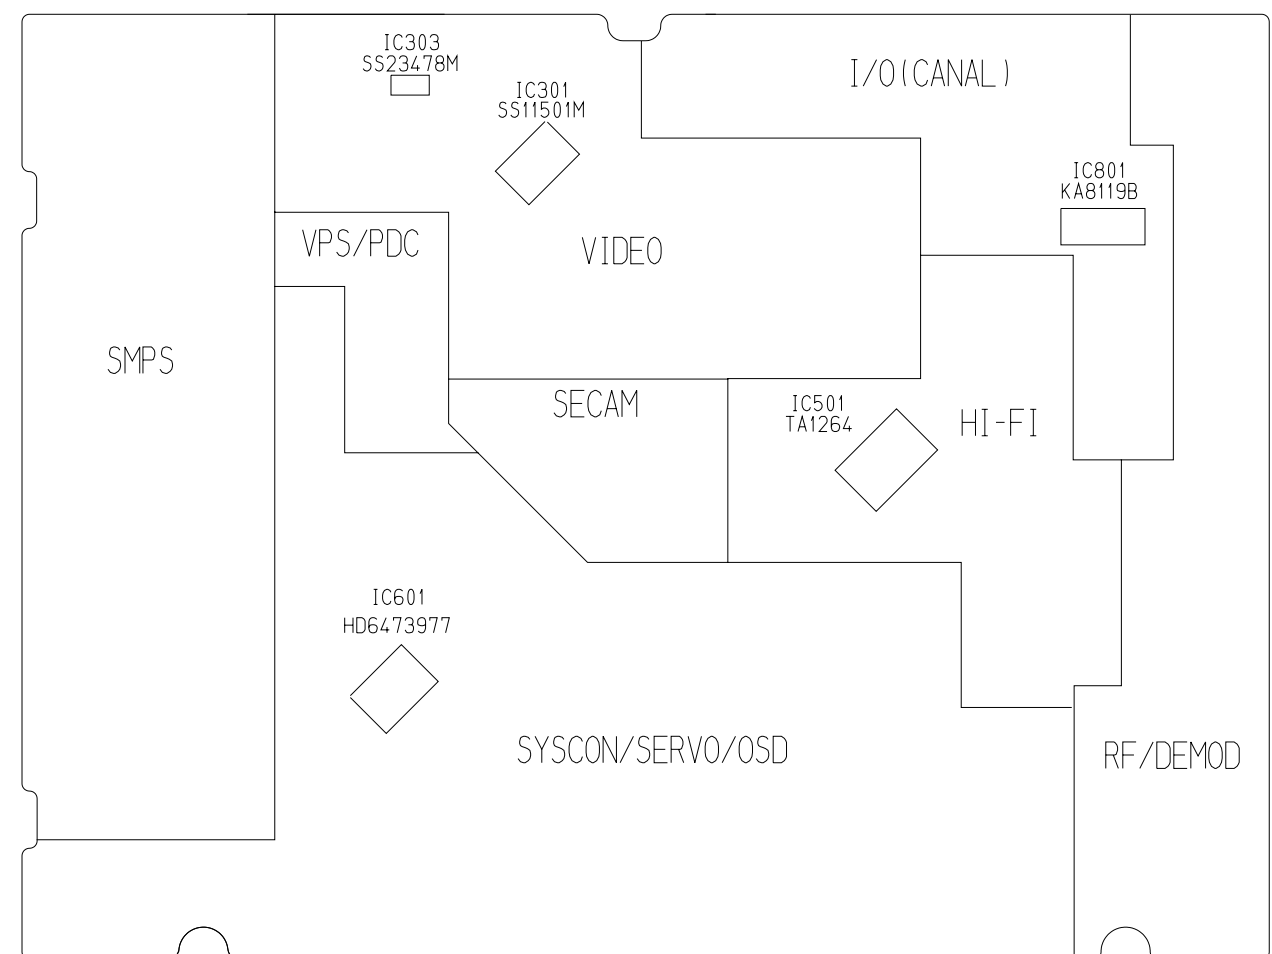 IC303
SS23478M
I/O(CANAL)
IC301
SS11501M
IC801
KA8119B
VPS/PDC
VIDEO
SMPS
SECAM
IC501
TA1264
HI-FI
IC601
HD6473977
SYSCON/SERVO/OSD
RF/DEMOD